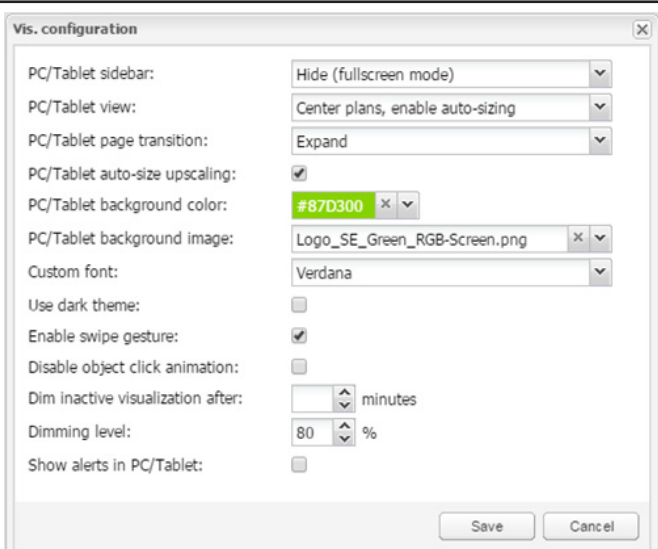 Vis. configuration
PC/Tablet sidebar: Hide (fullscreen mode)
PC/Tablet view: Center plans, enable auto-sizing
PC/Tablet page transition: Expand
PC/Tablet auto-size upscaling:
PC/Tablet background color: #87D300
PC/Tablet background image: Logo_SE_Green_RGB-Screen.png
Custom font: Verdana
Use dark theme:
Enable swipe gesture:
Disable object click animation:
Dim inactive visualization after: minutes
Dimming level: 80 %
Show alerts in PC/Tablet:
Save Cancel